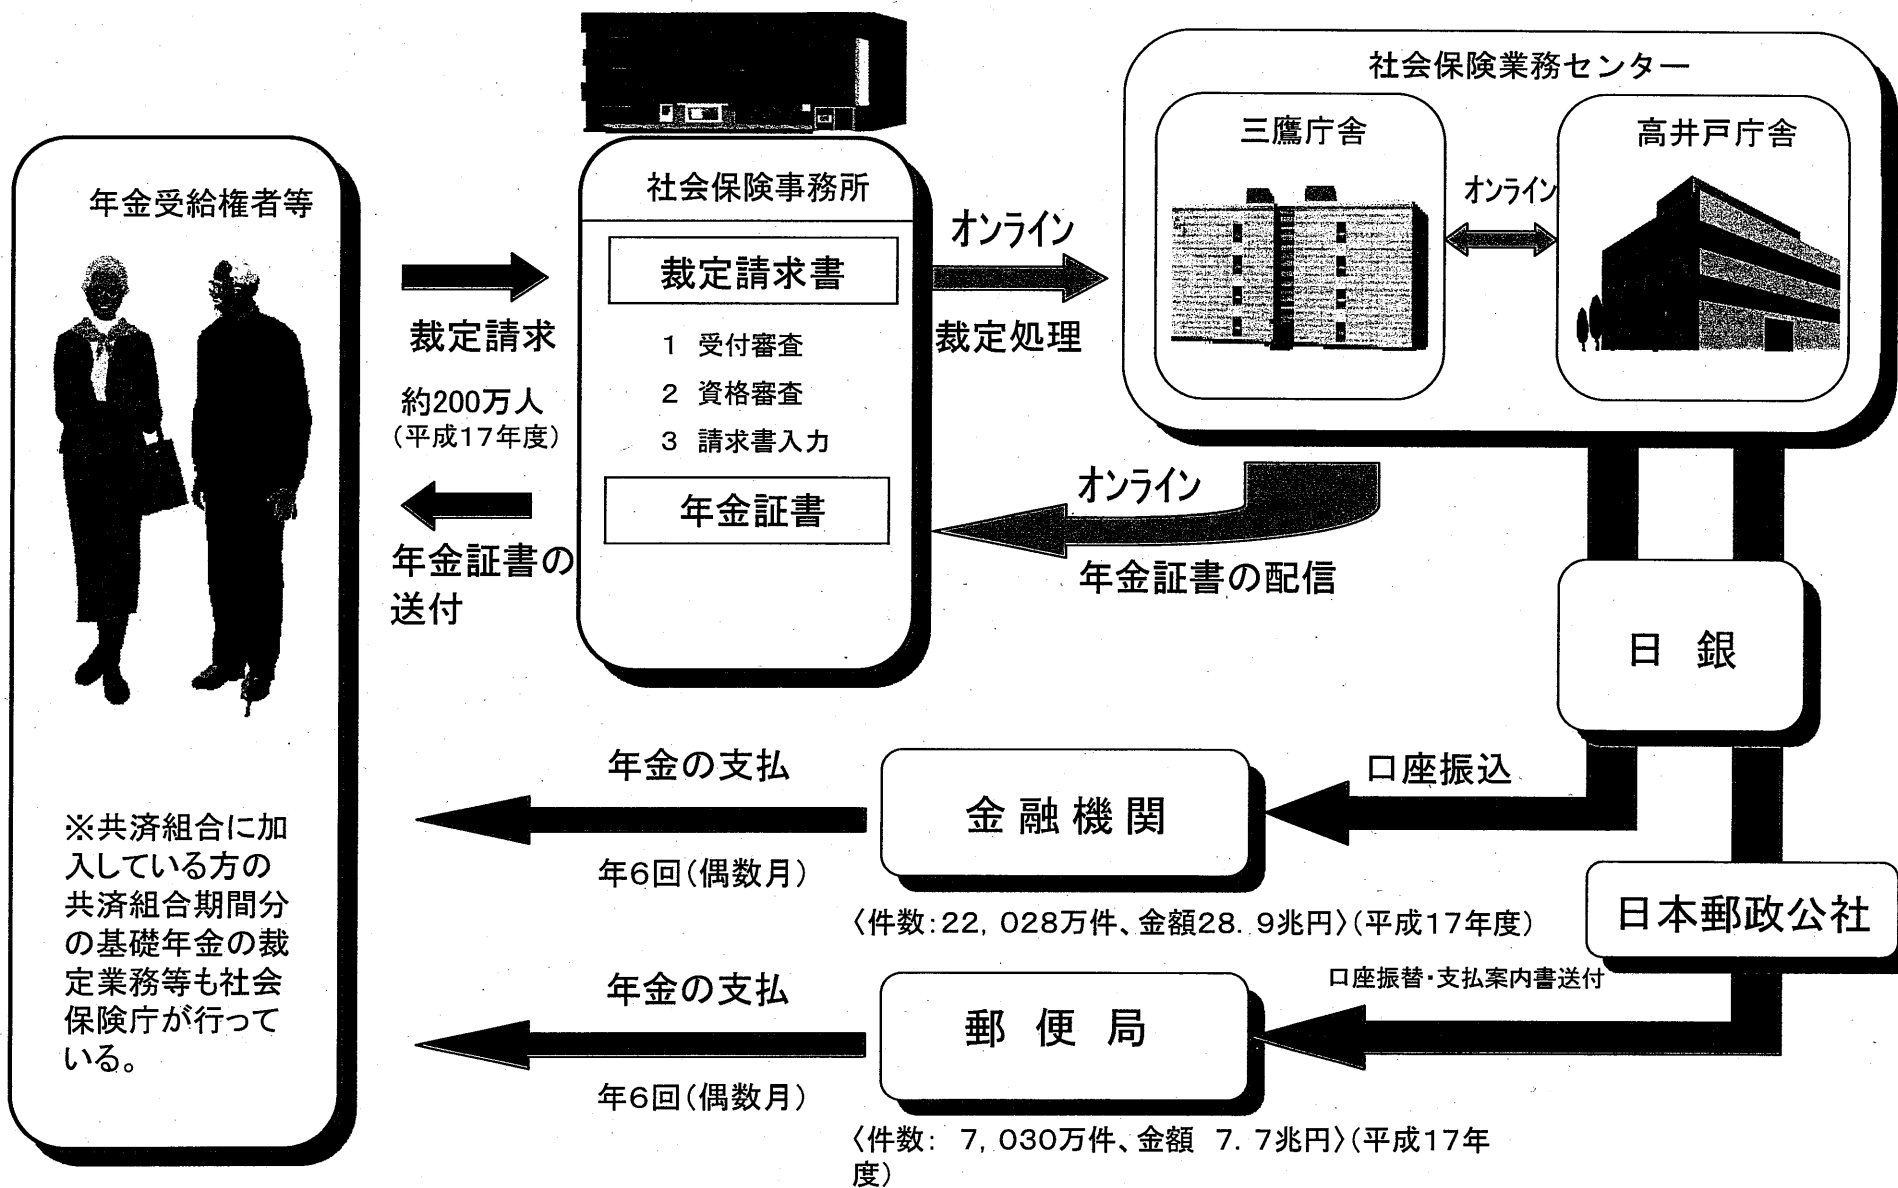 社会保険業務センター
三鷹庁舎
高井戸庁舎
オンライン
年金受給権者等
社会保険事務所
裁定請求書
1 受付審査
2 資格審査
3 請求書入力
年金証書
オンライン
裁定処理
裁定請求
約200万人
(平成17年度)
年金証書の
送付
オンライン
年金証書の配信
日 銀
年金の支払
年6回(偶数月)
金融機関
口座振込
〈件数:22, 028万件、金額28. 9兆円〉(平成17年度)
日本郵政公社
口座振替・支払案内書送付
年金の支払
年6回(偶数月)
郵 便 局
〈件数: 7, 030万件、金額 7. 7兆円〉(平成17年
度)
※共済組合に加
入している方の
共済組合期間分
の基礎年金の裁
定業務等も社会
保険庁が行って
いる。